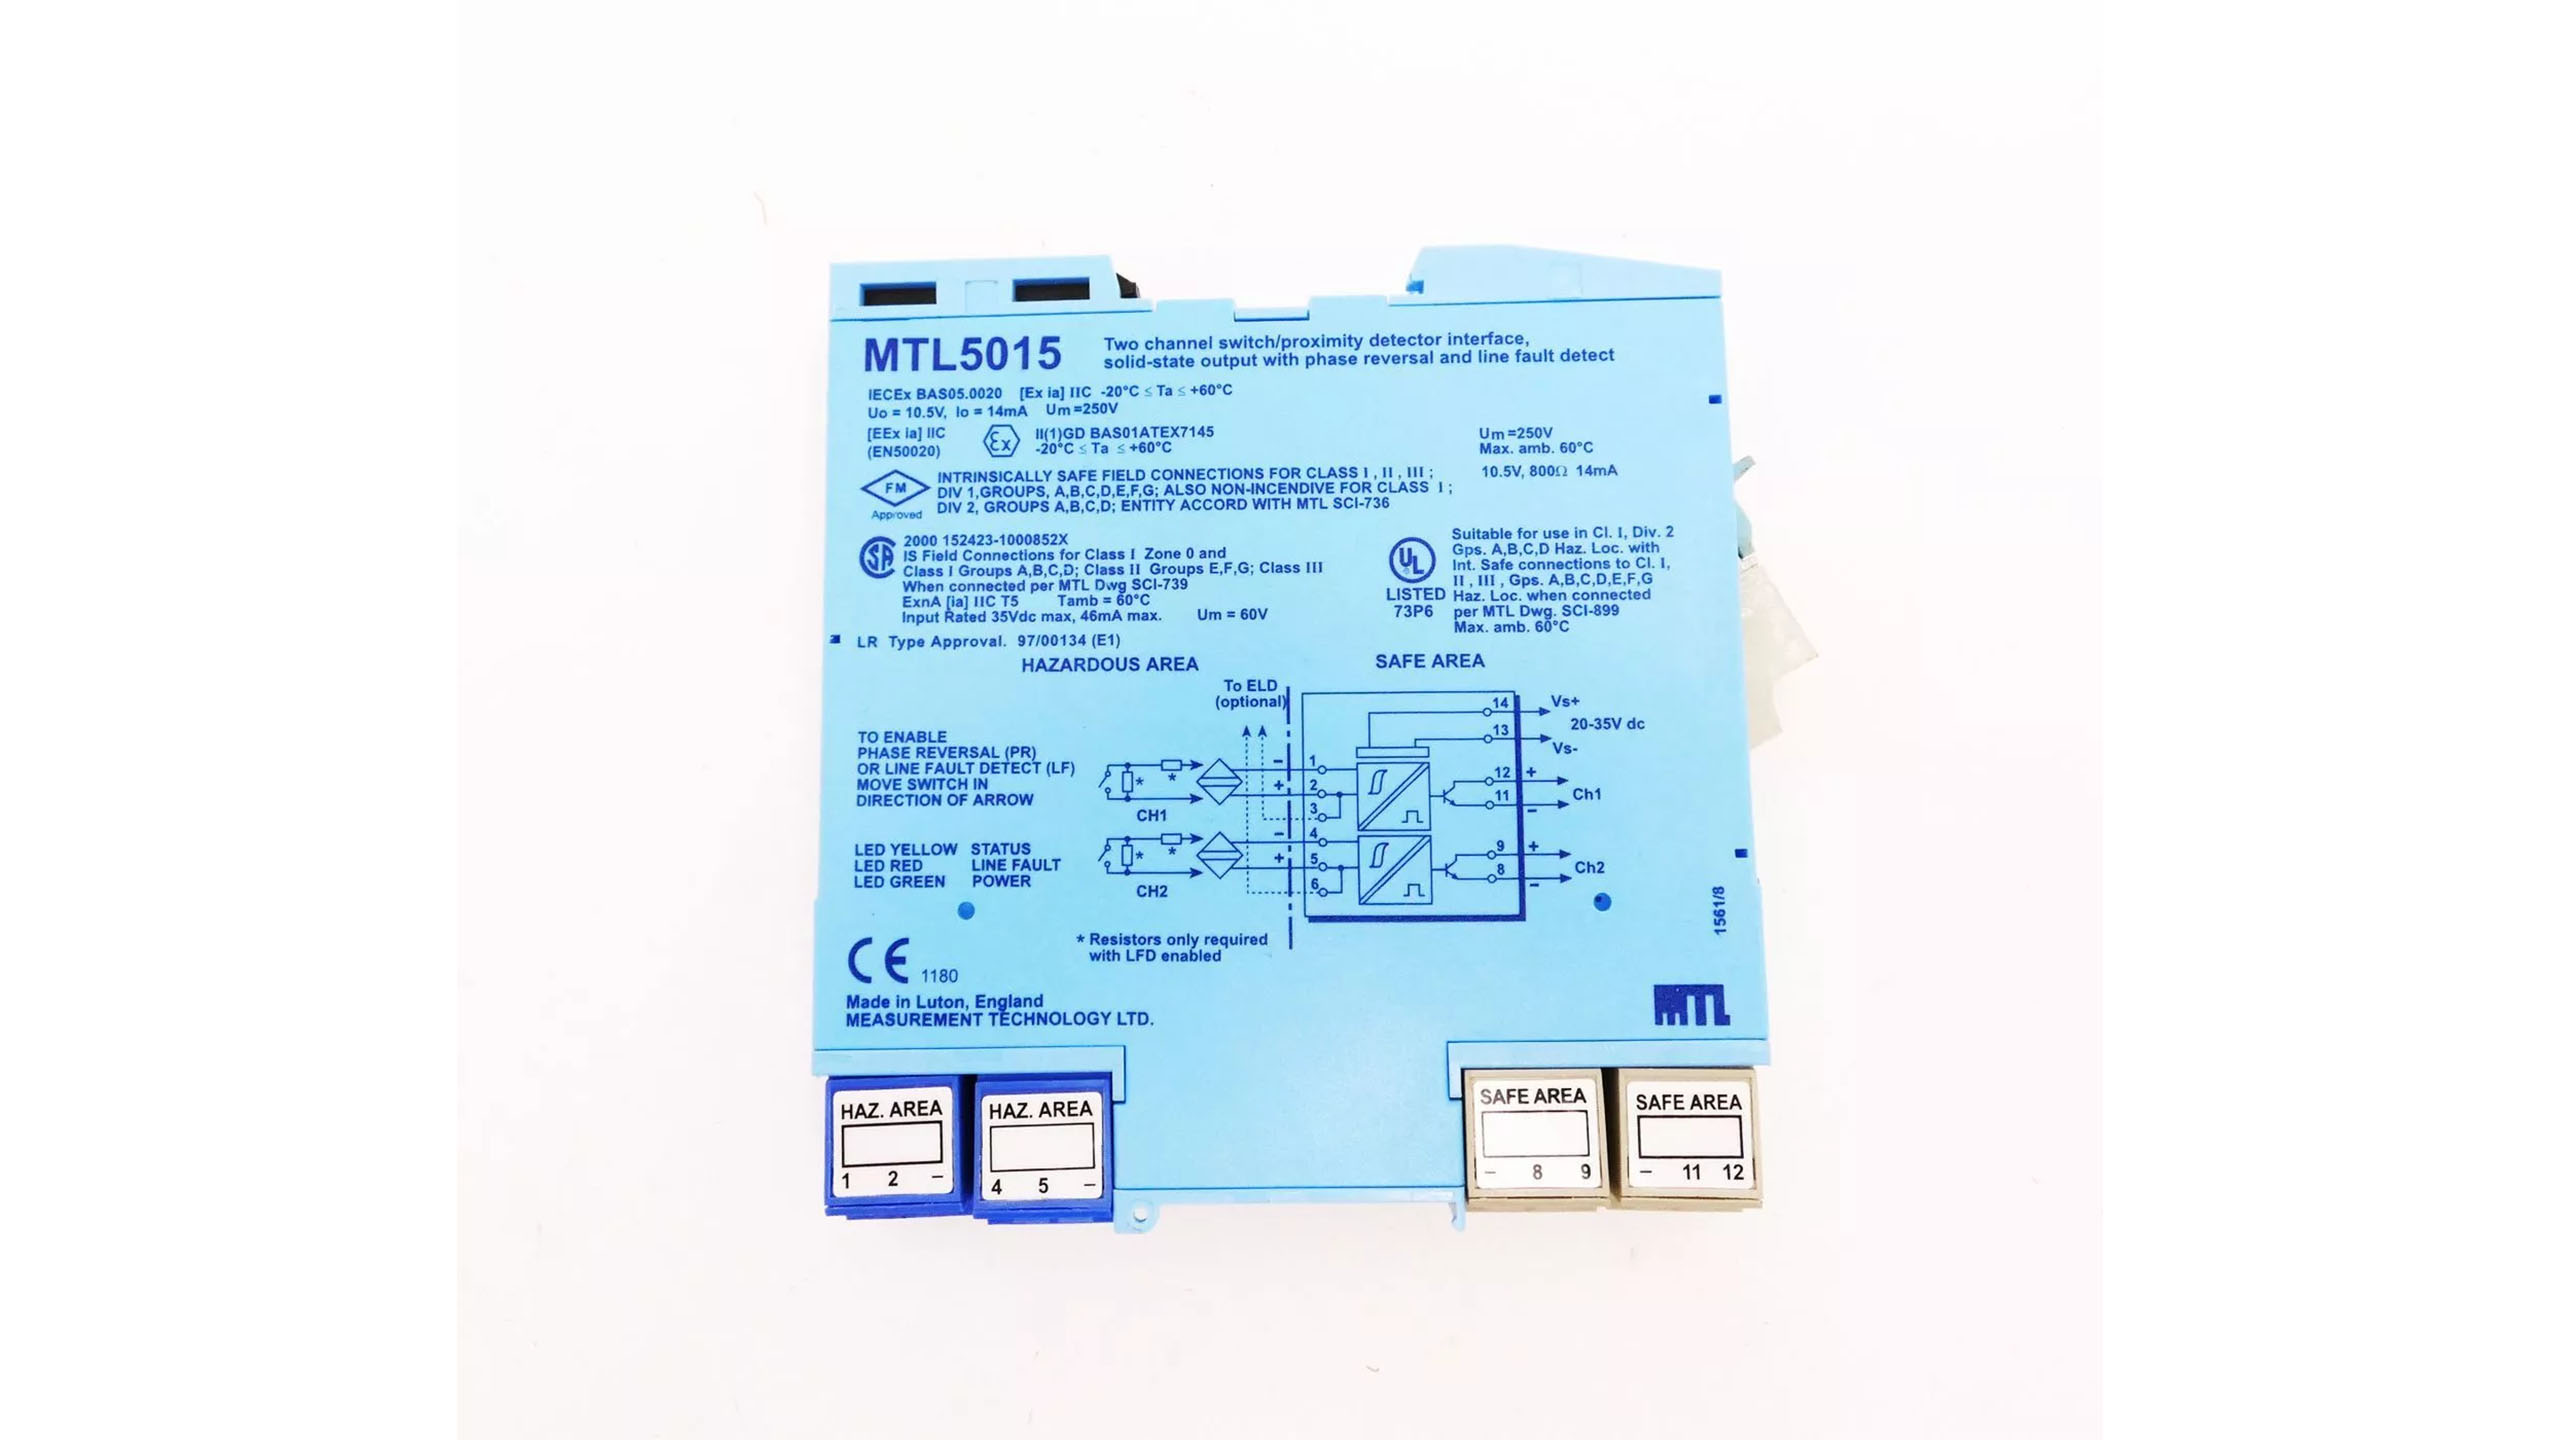 MTL5015
Two channel switch/proximity detector interface,
solid-state output with phase reversal and line fault detect
IECEx BAS05.0020 [Ex ia] IIC -20°C ≤ Ta ≤ +60°C
Uo = 10.5V, Io = 14mA Um =250V
[EEx ia] IIC
(EN50020)
Ex
II(1)GD BAS01ATEX7145
-20°C ≤ Ta ≤ +60°C
Um =250V
Max. amb. 60°C
10.5V, 800Ω 14mA
FM
Approved
INTRINSICALLY SAFE FIELD CONNECTIONS FOR CLASS I , II , III ;
DIV 1,GROUPS, A,B,C,D,E,F,G; ALSO NON-INCENDIVE FOR CLASS I ;
DIV 2, GROUPS A,B,C,D; ENTITY ACCORD WITH MTL SCI-736
SA
2000 152423-1000852X
IS Field Connections for Class I Zone 0 and
Class I Groups A,B,C,D; Class II Groups E,F,G; Class III
When connected per MTL Dwg SCI-739
ExnA [ia] IIC T5 Tamb = 60°C
Input Rated 35Vdc max, 46mA max. Um = 60V
UL
LISTED
73P6
Suitable for use in Cl. I, Div. 2
Gps. A,B,C,D Haz. Loc. with
Int. Safe connections to Cl. I,
II , III , Gps. A,B,C,D,E,F,G
Haz. Loc. when connected
per MTL Dwg. SCI-899
Max. amb. 60°C
LR Type Approval. 97/00134 (E1)
HAZARDOUS AREA
SAFE AREA
To ELD
(optional)
TO ENABLE
PHASE REVERSAL (PR)
OR LINE FAULT DETECT (LF)
MOVE SWITCH IN
DIRECTION OF ARROW
LED YELLOW STATUS
LED RED LINE FAULT
LED GREEN POWER
* *
CH1
* *
CH2
- 1
+ 2
3
- 4
+ 5
6
14 Vs+
20-35V dc
13 Vs-
12 +
Ch1
11 -
9 +
Ch2
8 -
1561/8
* Resistors only required
with LFD enabled
CE 1180
Made in Luton, England
MEASUREMENT TECHNOLOGY LTD.
MTL
HAZ. AREA
1 2 –
HAZ. AREA
4 5 –
SAFE AREA
– 8 9
SAFE AREA
– 11 12